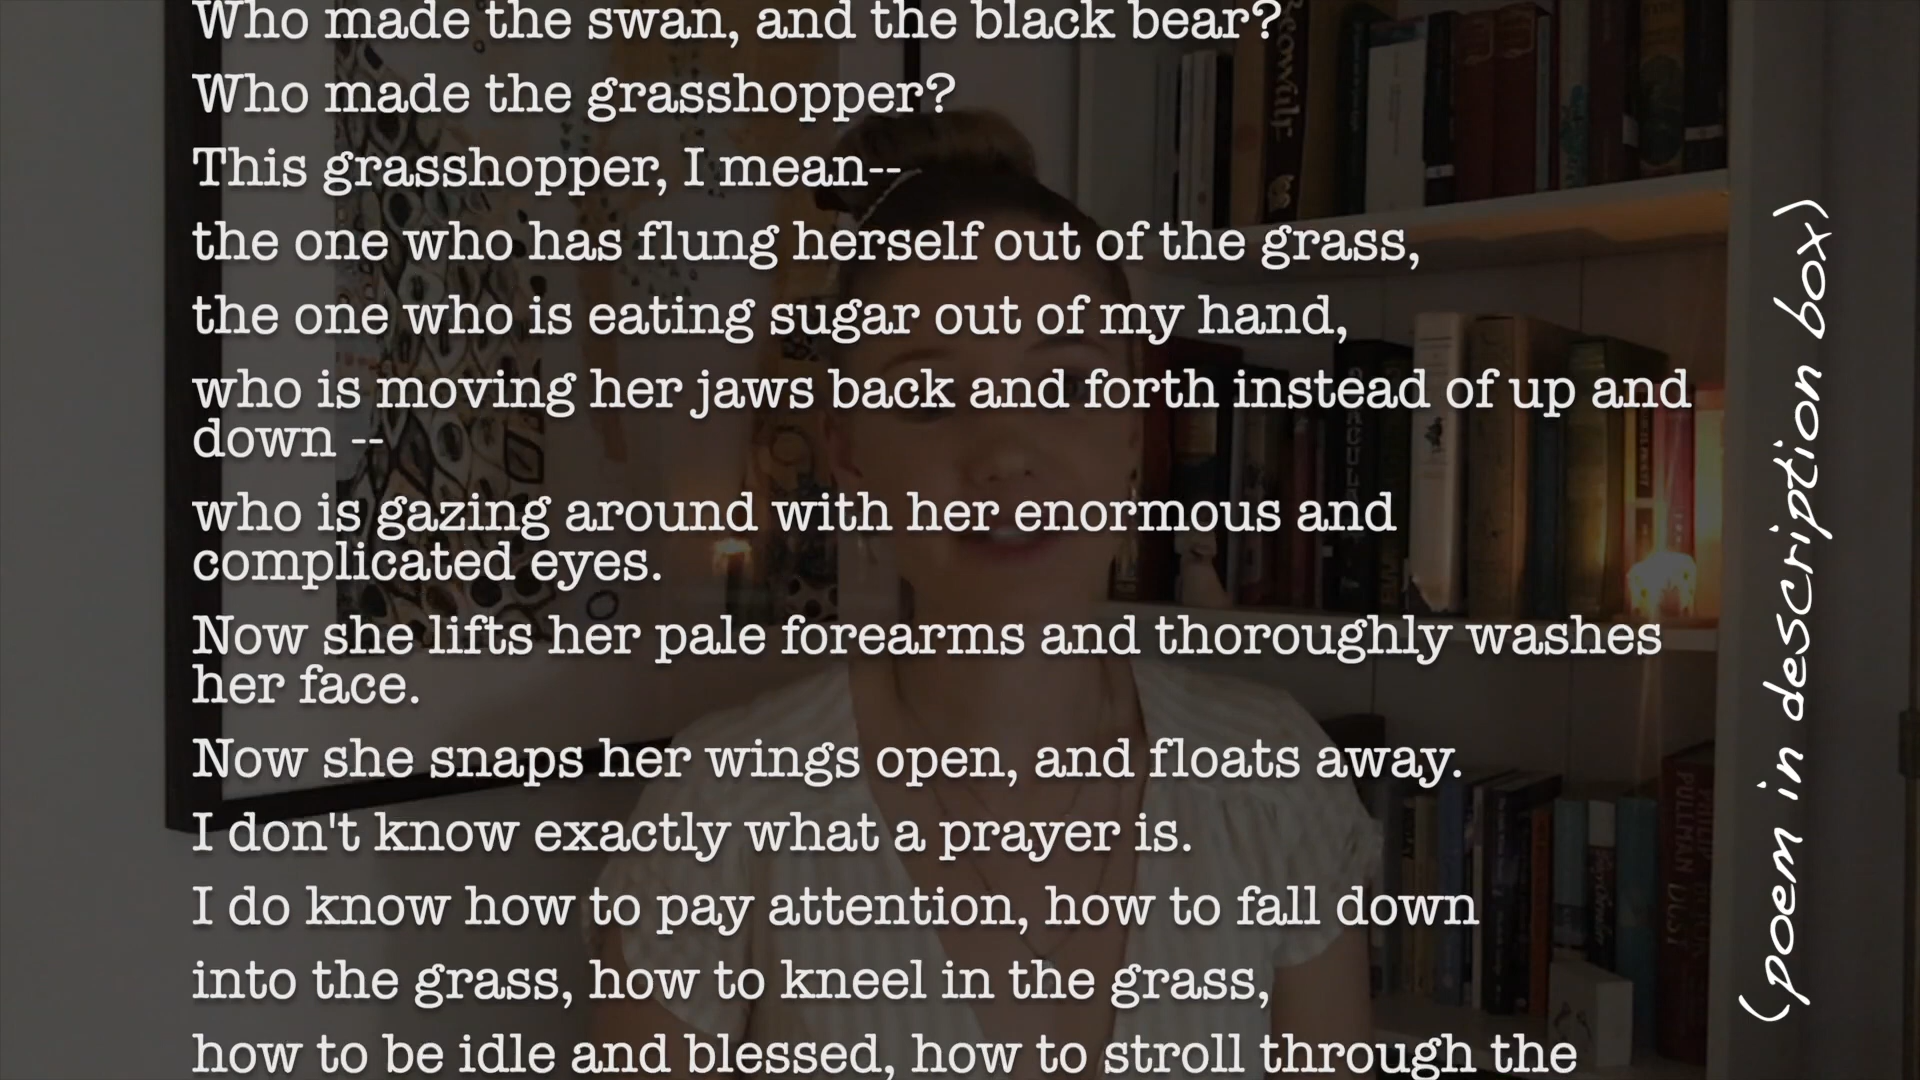 Who made the swan, and the black bear?
Who made the grasshopper?
This grasshopper, I mean--
the one who has flung herself out of the grass,
the one who is eating sugar out of my hand,
who is moving her jaws back and forth instead of up and
down --
who is gazing around with her enormous and
complicated eyes.
Now she lifts her pale forearms and thoroughly washes
her face.
Now she snaps her wings open, and floats away.
I don't know exactly what a prayer is.
I do know how to pay attention, how to fall down
into the grass, how to kneel in the grass,
how to be idle and blessed, how to stroll through the
(poem in description box)
Beowulf
DRACULA
PHILIP
PULLMAN DUST